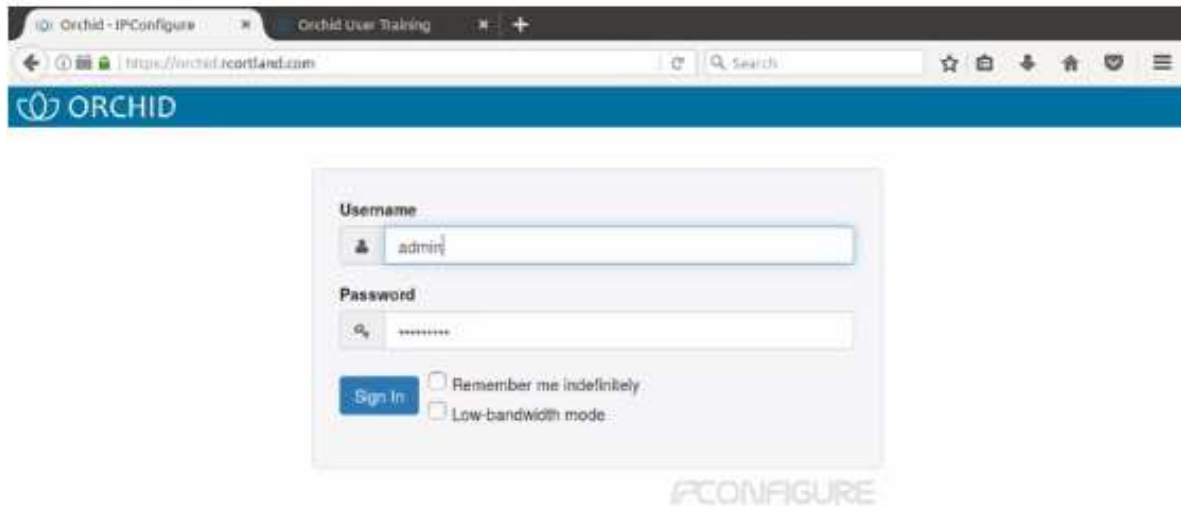 Orchid - IPConfigure
Orchid User Training
https://orchid.rcortland.com
Search
ORCHID
Username
admin
Password
Sign In
Remember me indefinitely
Low-bandwidth mode
IPCONFIGURE